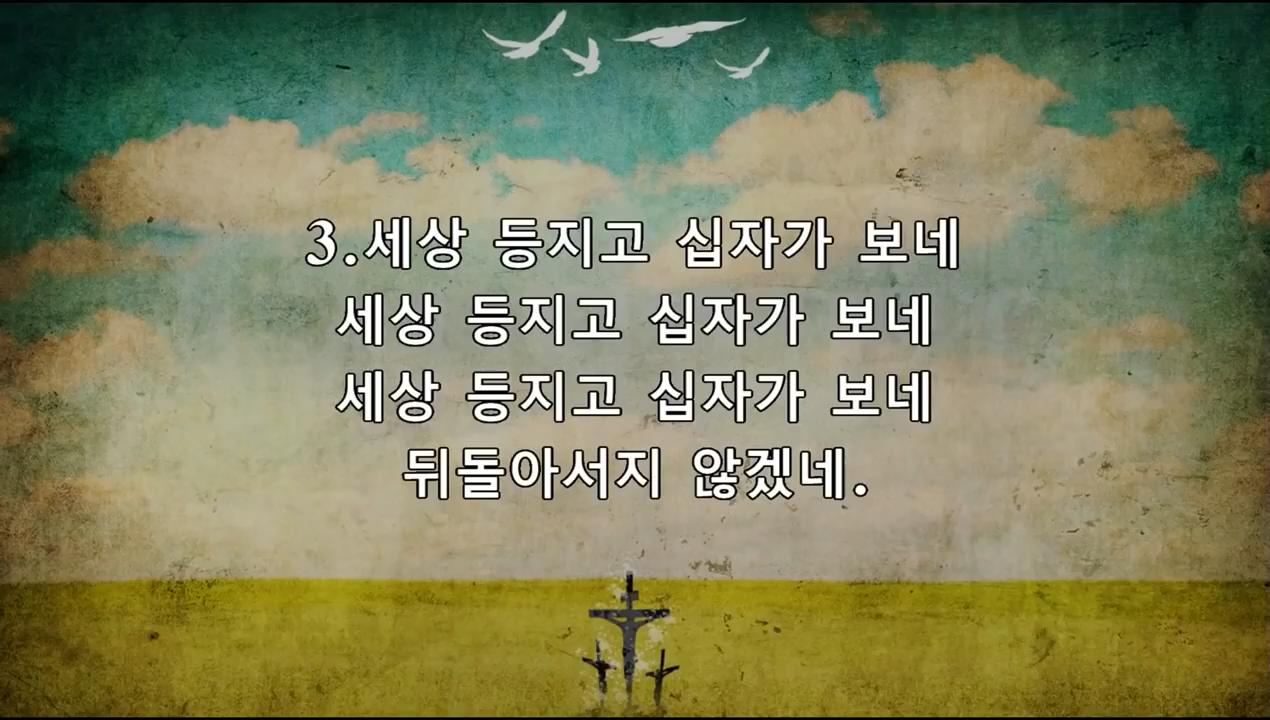 3.세상 등지고 십자가 보네
세상 등지고 십자가 보네
세상 등지고 십자가 보네
뒤돌아서지 않겠네.